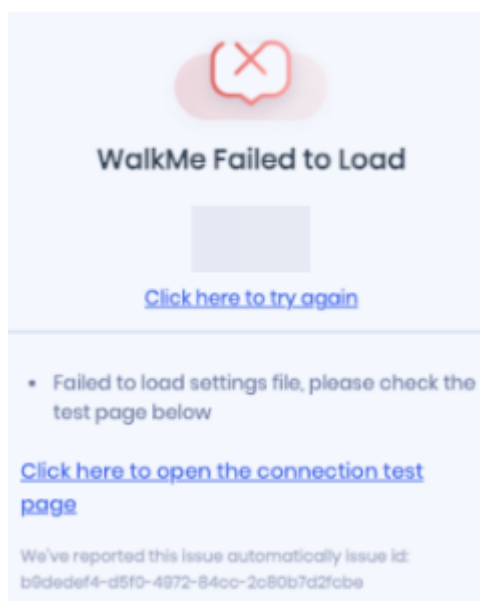 WalkMe Failed to Load
Click here to try again
• Failed to load settings file, please check the
test page below
Click here to open the connection test
page
We've reported this issue automatically issue id:
b9dedef4-d5f0-4972-84cc-2c80b7d2fcbe